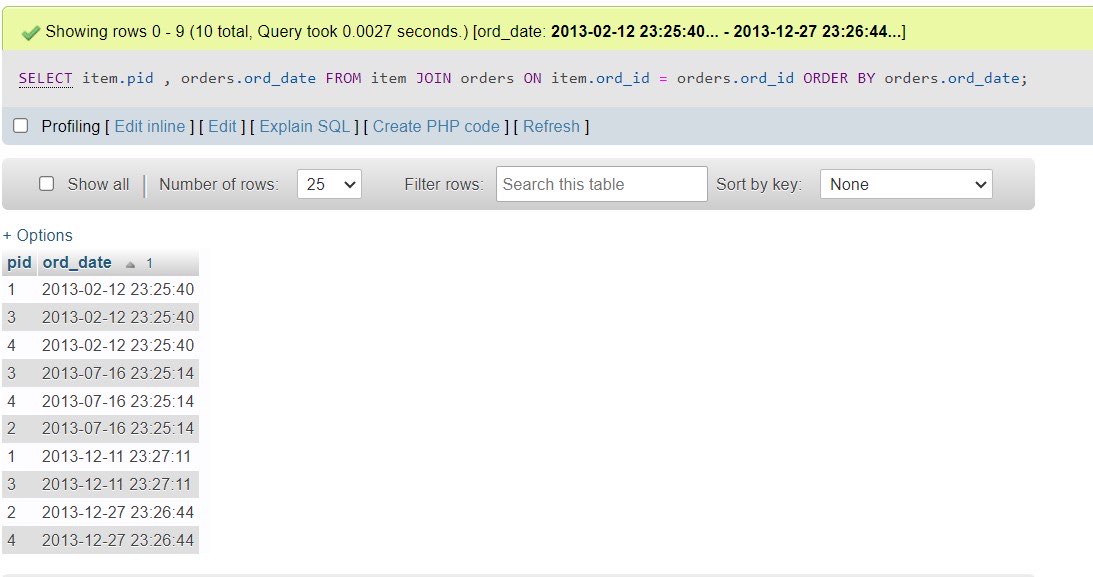 Showing rows 0 - 9 (10 total, Query took 0.0027 seconds.) [ord_date: 2013-02-12 23:25:40... - 2013-12-27 23:26:44...]
SELECT item.pid , orders.ord_date FROM item JOIN orders ON item.ord_id = orders.ord_id ORDER BY orders.ord_date;
Profiling [ Edit inline ] [ Edit ] [ Explain SQL ] [ Create PHP code ] [ Refresh ]
Show all | Number of rows: 25 Filter rows: Search this table Sort by key: None
+ Options
pid ord_date 1
1 2013-02-12 23:25:40
3 2013-02-12 23:25:40
4 2013-02-12 23:25:40
3 2013-07-16 23:25:14
4 2013-07-16 23:25:14
2 2013-07-16 23:25:14
1 2013-12-11 23:27:11
3 2013-12-11 23:27:11
2 2013-12-27 23:26:44
4 2013-12-27 23:26:44